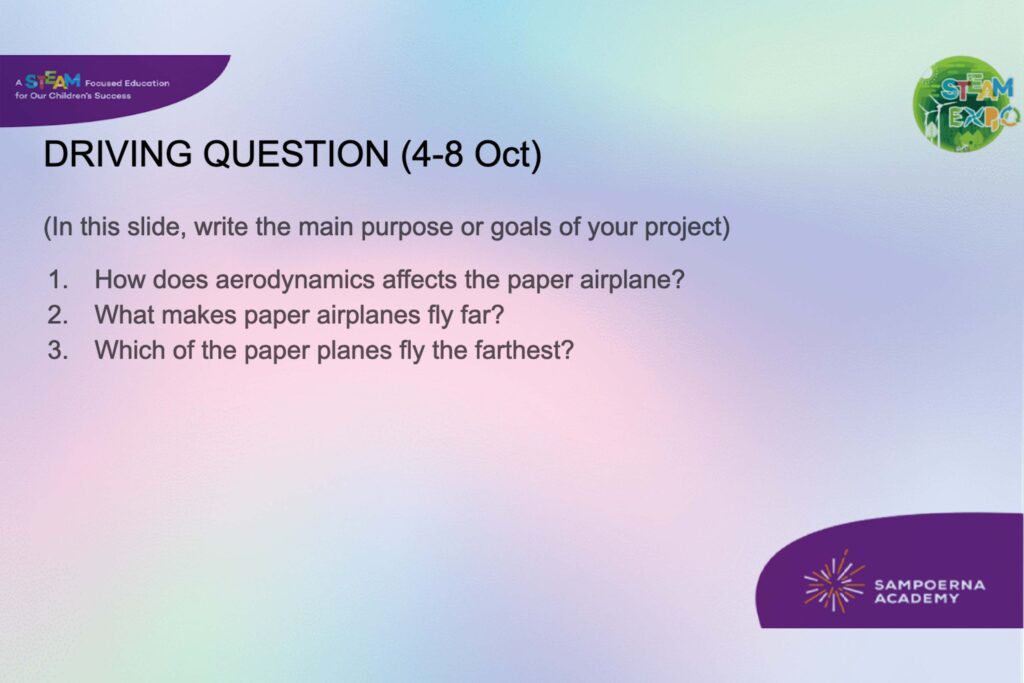 A STEAM Focused Education
for Our Children's Success
STEAM
EXPO
DRIVING QUESTION (4-8 Oct)
(In this slide, write the main purpose or goals of your project)
1. How does aerodynamics affects the paper airplane?
2. What makes paper airplanes fly far?
3. Which of the paper planes fly the farthest?
SAMPOERNA
ACADEMY